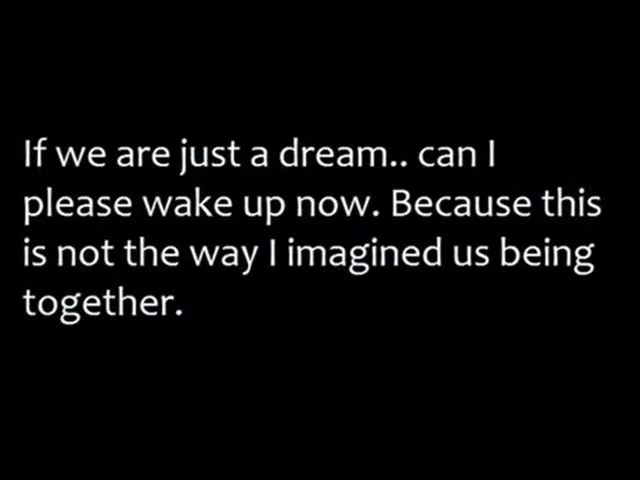 If we are just a dream.. can I
please wake up now. Because this
is not the way I imagined us being
together.